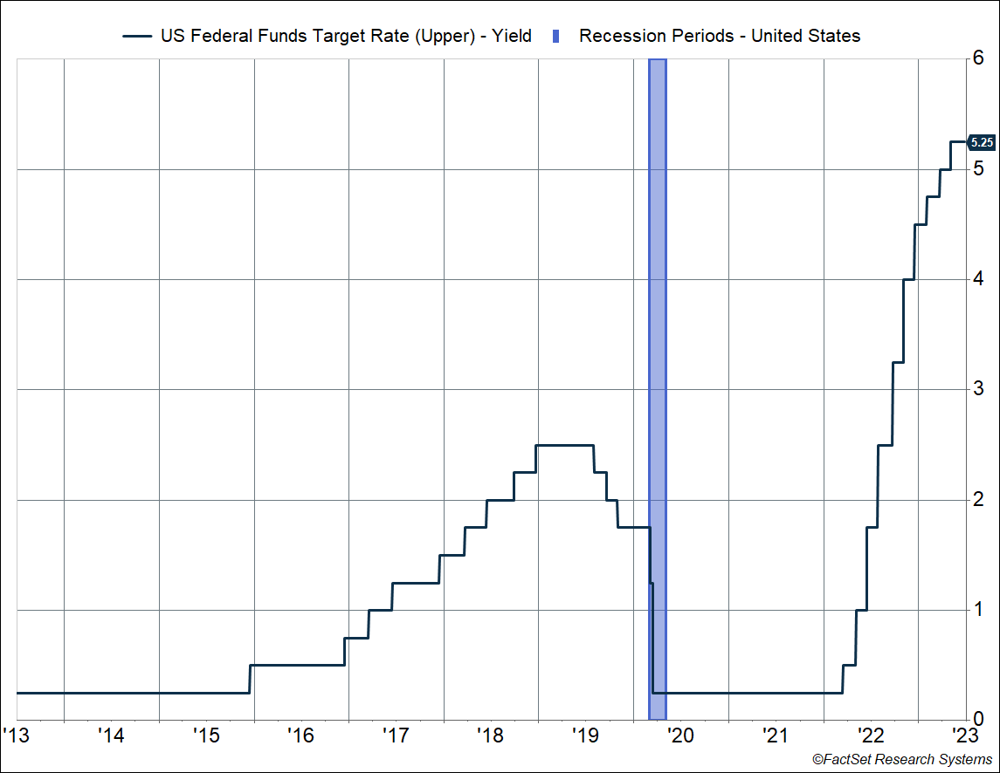 US Federal Funds Target Rate (Upper) - Yield Recession Periods - United States
6
5.25
5
4
3
2
1
0
'13 '14 '15 '16 '17 '18 '19 '20 '21 '22 '23
©FactSet Research Systems